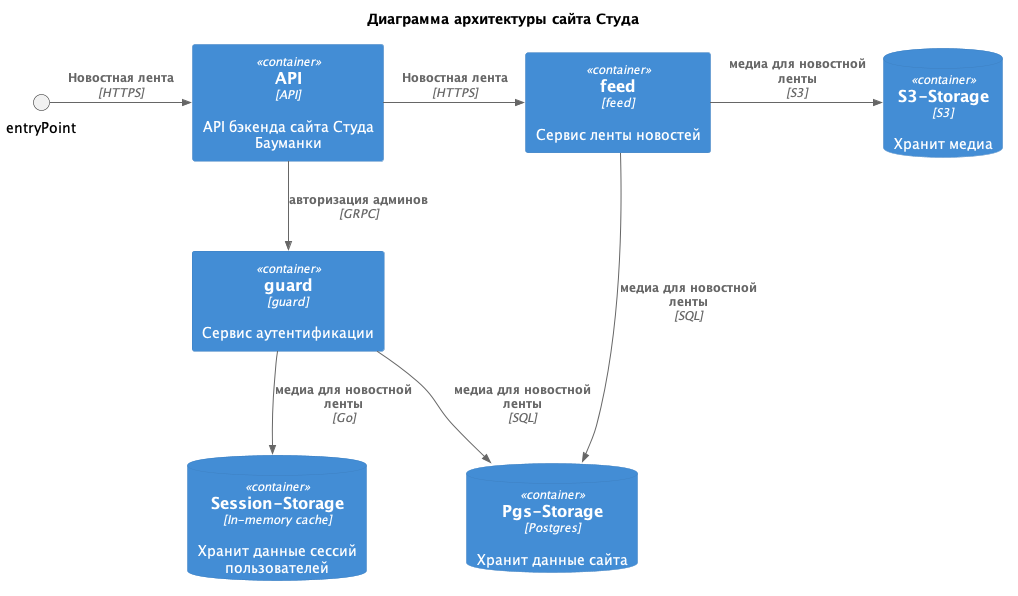 Диаграмма архитектуры сайта Студа
entryPoint
Новостная лента
[HTTPS]
«container»
API
[API]
API бэкенда сайта Студа
Бауманки
Новостная лента
[HTTPS]
«container»
feed
[feed]
Сервис ленты новостей
медиа для новостной
ленты
[S3]
«container»
S3-Storage
[S3]
Хранит медиа
авторизация админов
[GRPC]
«container»
guard
[guard]
Сервис аутентификации
медиа для новостной
ленты
[SQL]
медиа для новостной
ленты
[Go]
медиа для новостной
ленты
[SQL]
«container»
Session-Storage
[In-memory cache]
Хранит данные сессий
пользователей
«container»
Pgs-Storage
[Postgres]
Хранит данные сайта